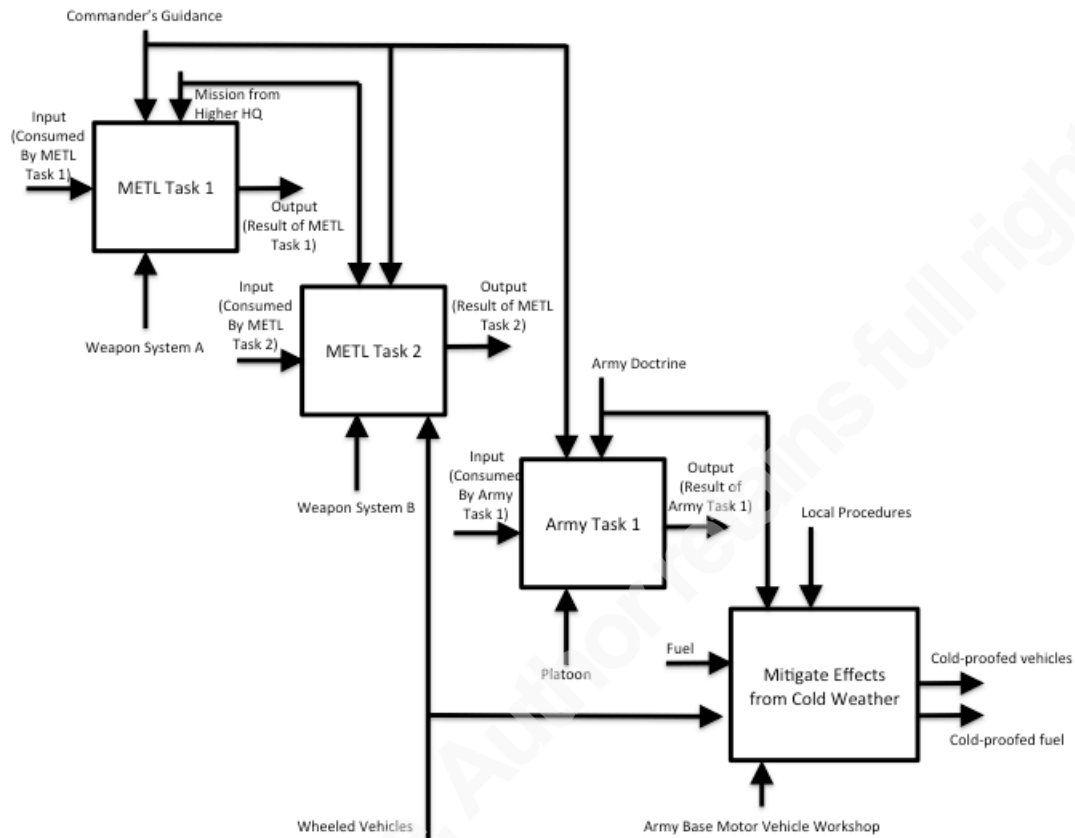 Commander's Guidance
Mission from
Higher HQ
Input
(Consumed
By METL
Task 1)
METL Task 1
Output
(Result of METL
Task 1)
Weapon System A
Input
(Consumed
By METL
Task 2)
METL Task 2
Output
(Result of METL
Task 2)
Weapon System B
Army Doctrine
Input
(Consumed
By Army
Task 1)
Army Task 1
Output
(Result of
Army Task 1)
Platoon
Local Procedures
Fuel
Mitigate Effects
from Cold Weather
Cold-proofed vehicles
Cold-proofed fuel
Wheeled Vehicles
Army Base Motor Vehicle Workshop
Author retains full right